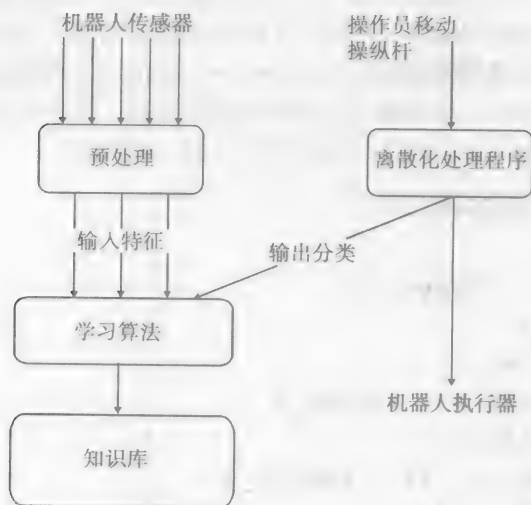 机器人传感器
操作员移动
操纵杆
预处理
离散化处理程序
输入特征
输出分类
学习算法
机器人执行器
知识库